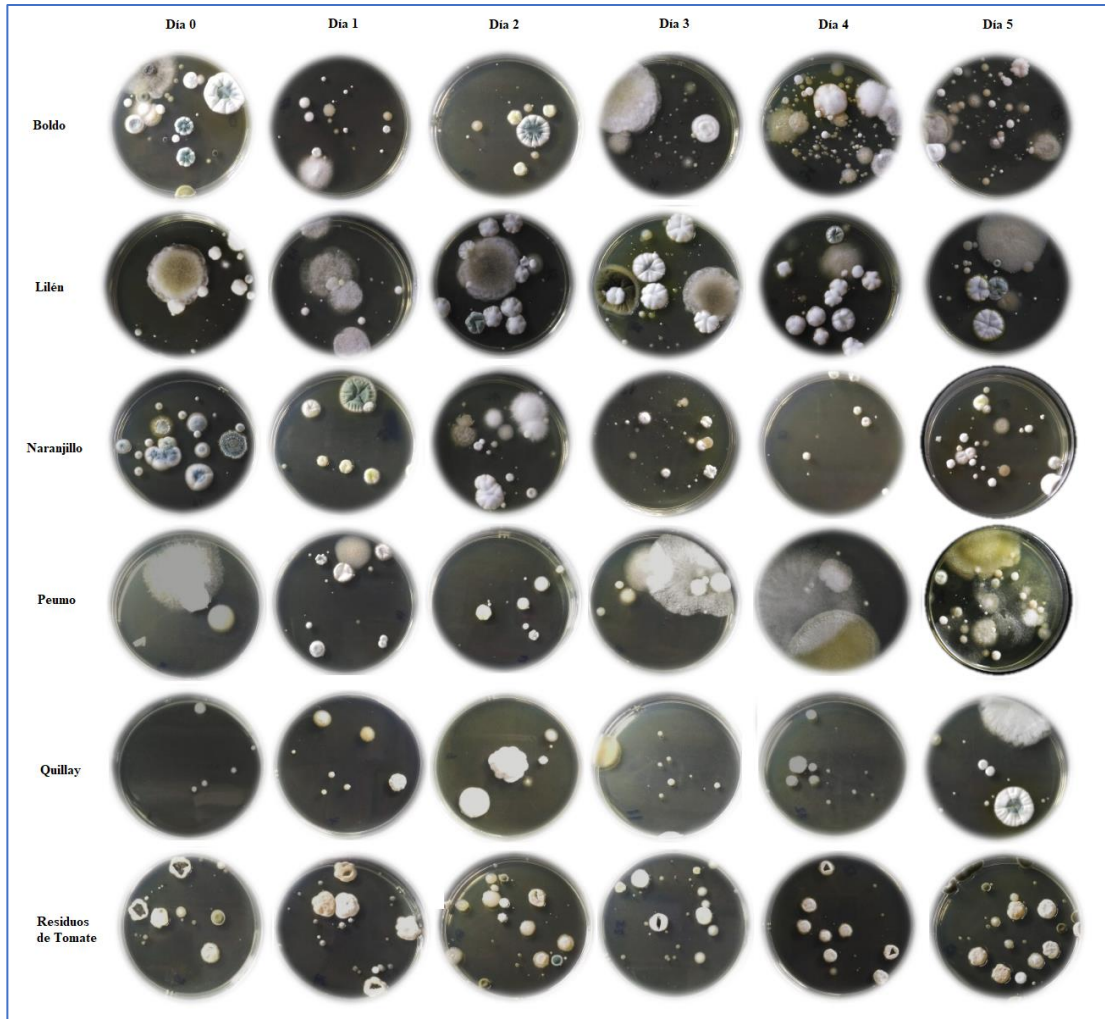 Día 0 Día 1 Día 2 Día 3 Día 4 Día 5
Boldo
Lilén
Naranjillo
Peumo
Quillay
Residuos
de Tomate